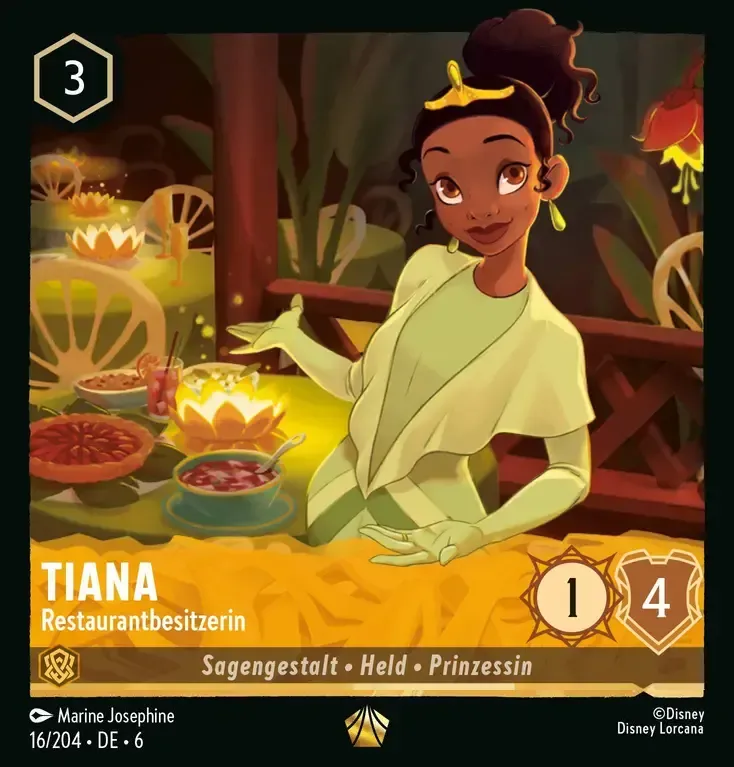 3
TIANA
Restaurantbesitzerin
1 4
Sagengestalt • Held • Prinzessin
Marine Josephine
16/204 • DE • 6
©Disney
Disney Lorcana